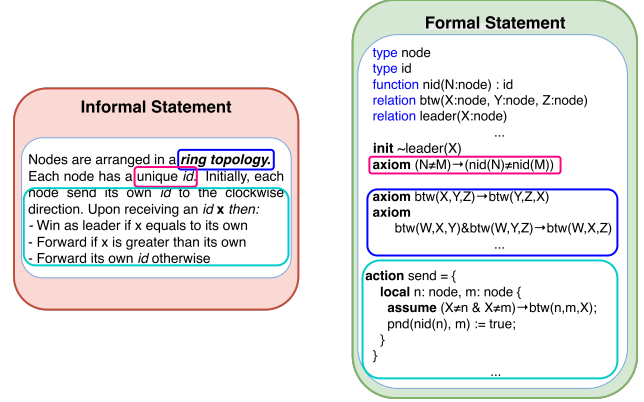 Informal Statement
Nodes are arranged in a ring topology.
Each node has a unique id. Initially, each
node send its own id to the clockwise
direction. Upon receiving an id x then:
- Win as leader if x equals to its own
- Forward if x is greater than its own
- Forward its own id otherwise
Formal Statement
type node
type id
function nid(N:node) : id
relation btw(X:node, Y:node, Z:node)
relation leader(X:node)
...
init ~leader(X)
axiom (N≠M)→(nid(N)≠nid(M))
axiom btw(X,Y,Z)→btw(Y,Z,X)
axiom
btw(W,X,Y)&btw(W,Y,Z)→btw(W,X,Z)
...
action send = {
local n: node, m: node {
assume (X≠n & X≠m)→btw(n,m,X);
pnd(nid(n), m) := true;
}
}
...